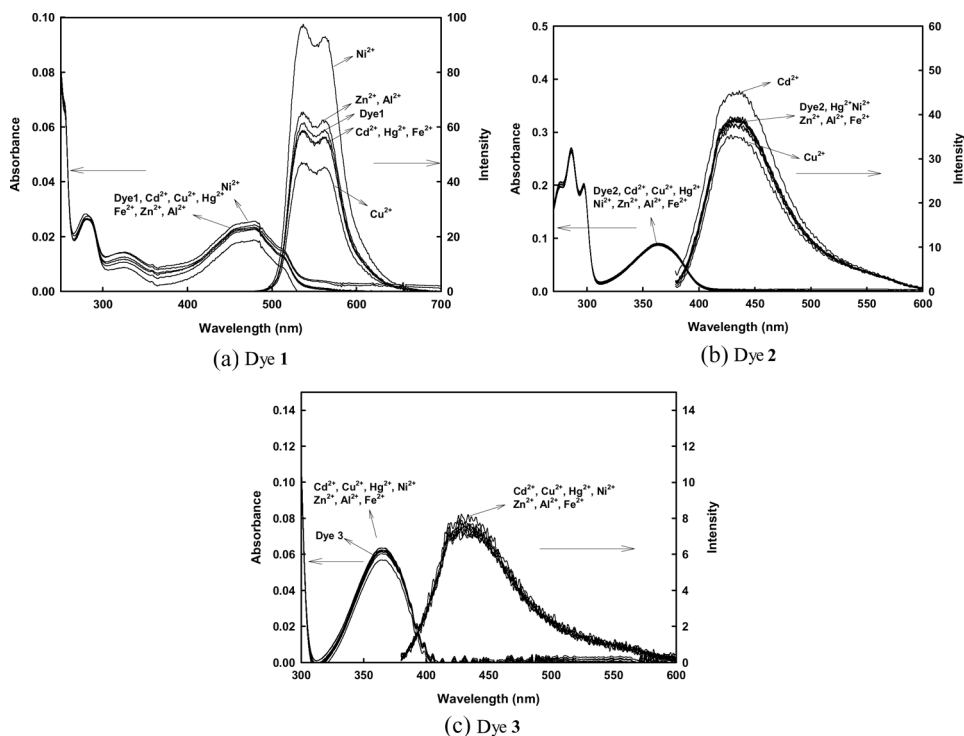 0.10
0.08
0.06
0.04
0.02
0.00
Absorbance
100
80
60
40
20
0
Intensity
Ni²⁺
Zn²⁺, Al²⁺
Dye1
Cd²⁺, Hg²⁺, Fe²⁺
Ni²⁺
Dye1, Cd²⁺, Cu²⁺, Hg²⁺
Fe²⁺, Zn²⁺, Al²⁺
Cu²⁺
300 400 500 600 700
Wavelength (nm)
(a) Dye 1
0.5
0.4
0.3
0.2
0.1
0.0
Absorbance
60
50
40
30
20
10
0
Intensity
Cd²⁺
Dye2, Hg²⁺Ni²⁺
Zn²⁺, Al²⁺, Fe²⁺
Cu²⁺
Dye2, Cd²⁺, Cu²⁺, Hg²⁺
Ni²⁺, Zn²⁺, Al²⁺, Fe²⁺
300 350 400 450 500 550 600
Wavelength (nm)
(b) Dye 2
0.14
0.12
0.10
0.08
0.06
0.04
0.02
0.00
Absorbance
14
12
10
8
6
4
2
0
Intensity
Cd²⁺, Cu²⁺, Hg²⁺, Ni²⁺
Zn²⁺, Al²⁺, Fe²⁺
Dye 3
Cd²⁺, Cu²⁺, Hg²⁺, Ni²⁺
Zn²⁺, Al²⁺, Fe²⁺
300 350 400 450 500 550 600
Wavelength (nm)
(c) Dye 3